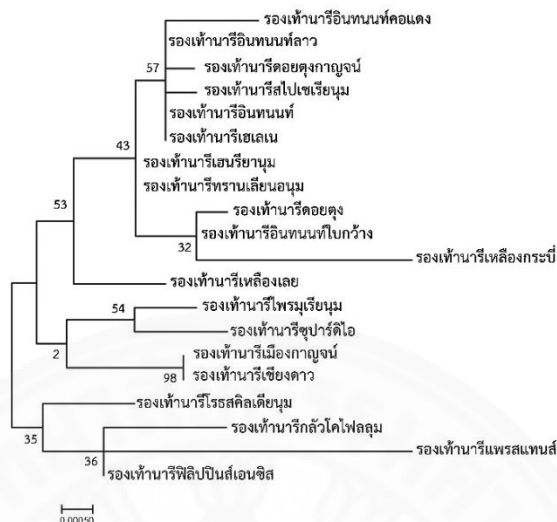 รองเท้านารีอินทนนท์คอแดง
รองเท้านารีอินทนนท์ลาว
57
รองเท้านารีดอยตุงกาญจน์
รองเท้านารีสไปเซเรียนุม
รองเท้านารีอินทนนท์
รองเท้านารีเฮเลเน
43
รองเท้านารีเฮนรียานุม
รองเท้านารีทรานเลียนอนุม
53
รองเท้านารีดอยตุง
รองเท้านารีอินทนนท์ใบกว้าง
32
รองเท้านารีเหลืองกระบี่
รองเท้านารีเหลืองเลย
54
รองเท้านารีไพรมุเรียนุม
รองเท้านารีซุปาร์ดิไอ
2
รองเท้านารีเมืองกาญจน์
98
รองเท้านารีเชียงดาว
รองเท้านารีโรธสคิลเดียนุม
35
รองเท้านารีกลัวโคไฟลลุม
รองเท้านารีแพรสแทนส์
36
รองเท้านารีฟิลิปปินส์เอนซิส
0.00050